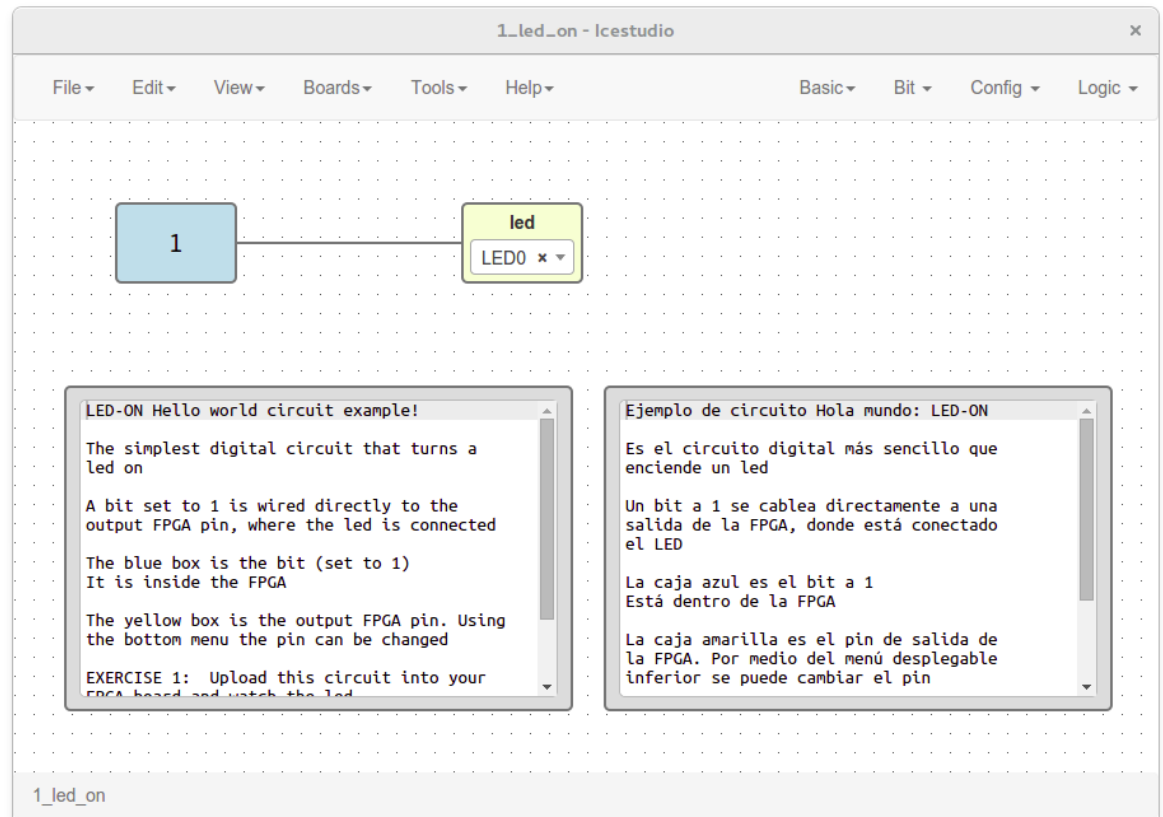 1_led_on - Icestudio
File Edit View Boards Tools Help Basic Bit Config Logic
1
led
LED0
LED-ON Hello world circuit example!
The simplest digital circuit that turns a
led on
A bit set to 1 is wired directly to the
output FPGA pin, where the led is connected
The blue box is the bit (set to 1)
It is inside the FPGA
The yellow box is the output FPGA pin. Using
the bottom menu the pin can be changed
EXERCISE 1:  Upload this circuit into your
FPGA board and watch the led
Ejemplo de circuito Hola mundo: LED-ON
Es el circuito digital más sencillo que
enciende un led
Un bit a 1 se cablea directamente a una
salida de la FPGA, donde está conectado
el LED
La caja azul es el bit a 1
Está dentro de la FPGA
La caja amarilla es el pin de salida de
la FPGA. Por medio del menú desplegable
inferior se puede cambiar el pin
1_led_on